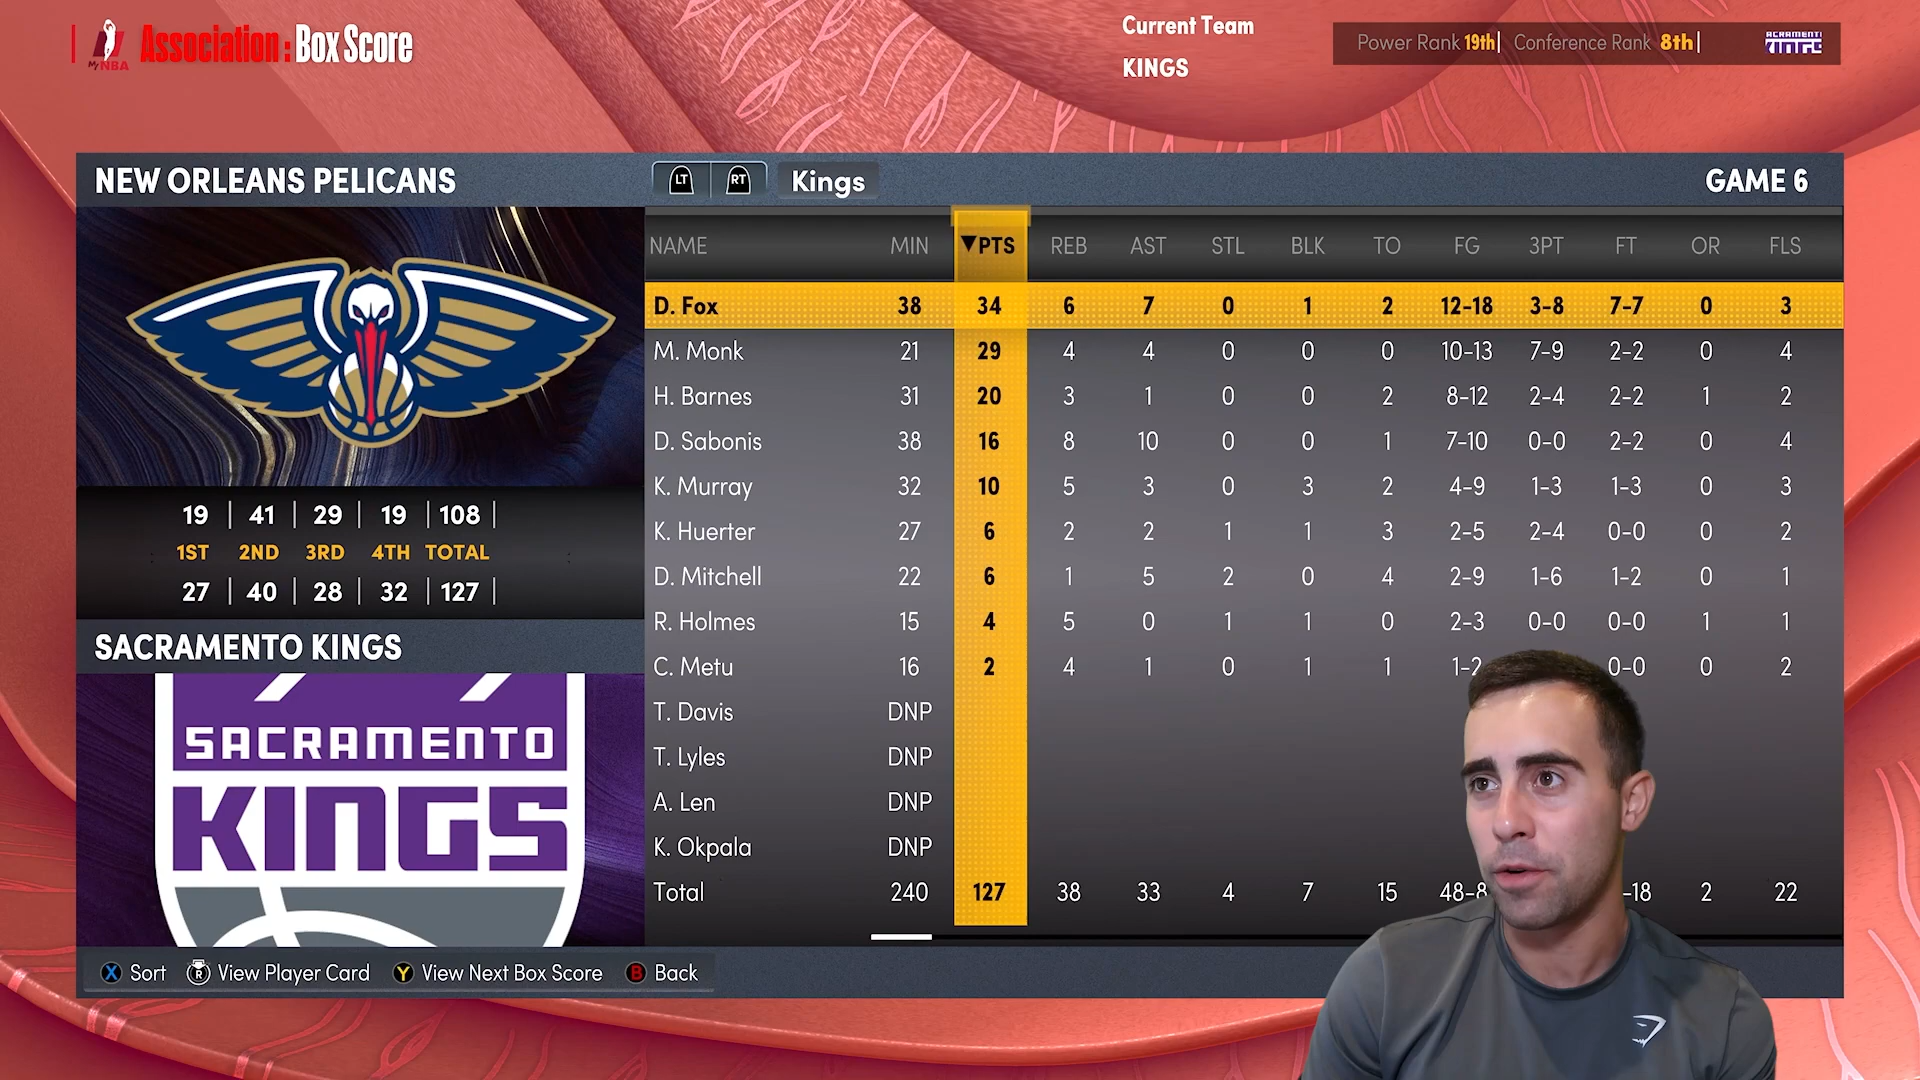 MyNBA Association : Box Score
Current Team
KINGS
Power Rank 19th| Conference Rank 8th|
NEW ORLEANS PELICANS
LT RT Kings
GAME 6
NAME MIN ▼PTS REB AST STL BLK TO FG 3PT FT OR FLS
D. Fox 38 34 6 7 0 1 2 12-18 3-8 7-7 0 3
M. Monk 21 29 4 4 0 0 0 10-13 7-9 2-2 0 4
H. Barnes 31 20 3 1 0 0 2 8-12 2-4 2-2 1 2
D. Sabonis 38 16 8 10 0 0 1 7-10 0-0 2-2 0 4
K. Murray 32 10 5 3 0 3 2 4-9 1-3 1-3 0 3
K. Huerter 27 6 2 2 1 1 3 2-5 2-4 0-0 0 2
D. Mitchell 22 6 1 5 2 0 4 2-9 1-6 1-2 0 1
R. Holmes 15 4 5 0 1 1 0 2-3 0-0 0-0 1 1
C. Metu 16 2 4 1 0 1 1 1-2 0-0 0 2
T. Davis DNP
T. Lyles DNP
A. Len DNP
K. Okpala DNP
Total 240 127 38 33 4 7 15 48-8 -18 2 22
19 | 41 | 29 | 19 | 108 |
1ST 2ND 3RD 4TH TOTAL
27 | 40 | 28 | 32 | 127 |
SACRAMENTO KINGS
SACRAMENTO
KINGS
X Sort R View Player Card Y View Next Box Score B Back